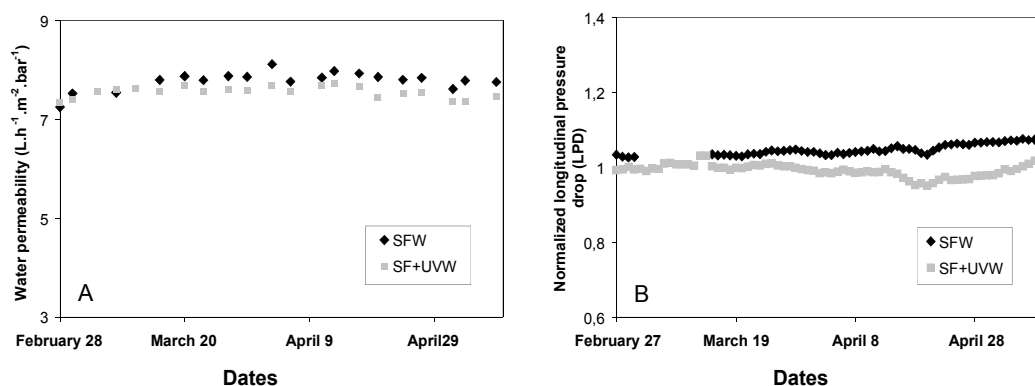 Water permeability (L.h⁻¹.m⁻².bar⁻¹)
9
7
5
3
SFW
SF+UVW
A
February 28
March 20
April 9
April29
Dates
Normalized longitudinal pressure
drop (LPD)
1,4
1,2
1
0,8
0,6
SFW
SF+UVW
B
February 27
March 19
April 8
April 28
Dates